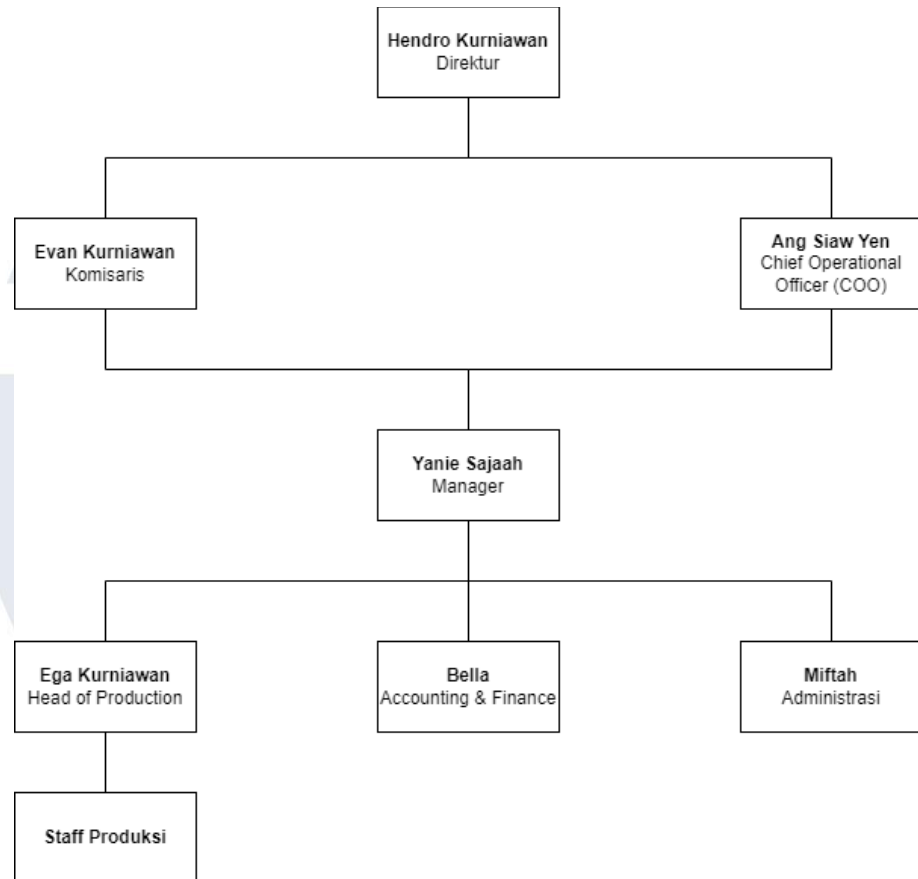 Hendro Kurniawan
Direktur
Evan Kurniawan
Komisaris
Ang Siaw Yen
Chief Operational
Officer (COO)
Yanie Sajaah
Manager
Ega Kurniawan
Head of Production
Bella
Accounting & Finance
Miftah
Administrasi
Staff Produksi